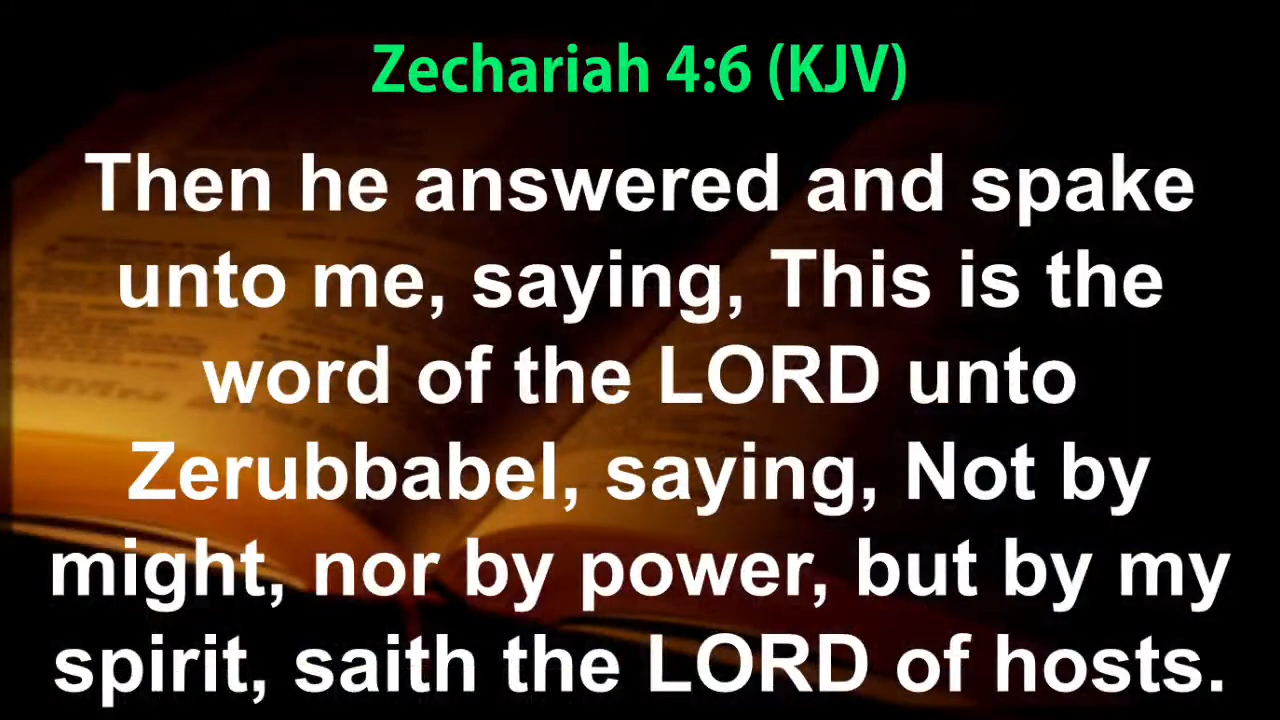 Zechariah 4:6 (KJV)
Then he answered and spake
unto me, saying, This is the
word of the LORD unto
Zerubbabel, saying, Not by
might, nor by power, but by my
spirit, saith the LORD of hosts.